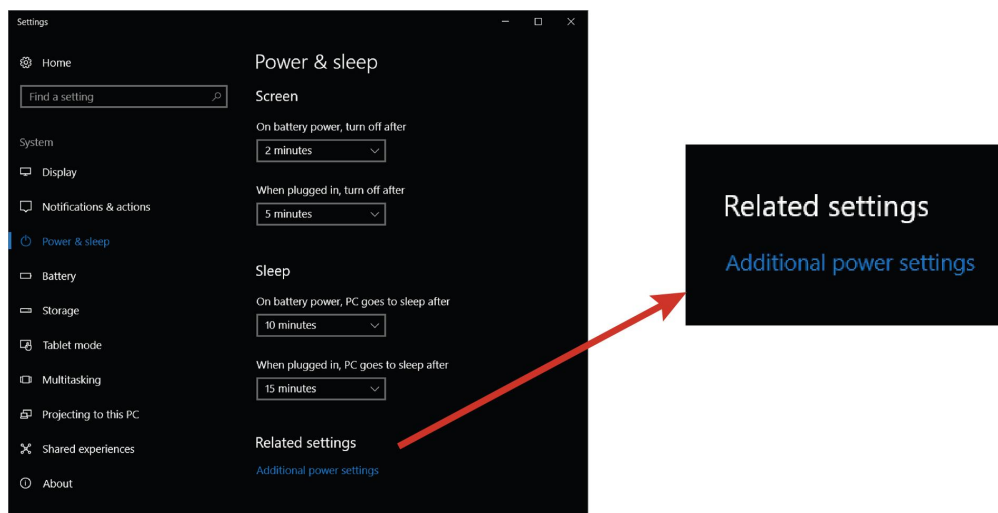 Settings
Home
Find a setting
System
Display
Notifications & actions
Power & sleep
Battery
Storage
Tablet mode
Multitasking
Projecting to this PC
Shared experiences
About
Power & sleep
Screen
On battery power, turn off after
2 minutes
When plugged in, turn off after
5 minutes
Sleep
On battery power, PC goes to sleep after
10 minutes
When plugged in, PC goes to sleep after
15 minutes
Related settings
Additional power settings
Related settings
Additional power settings